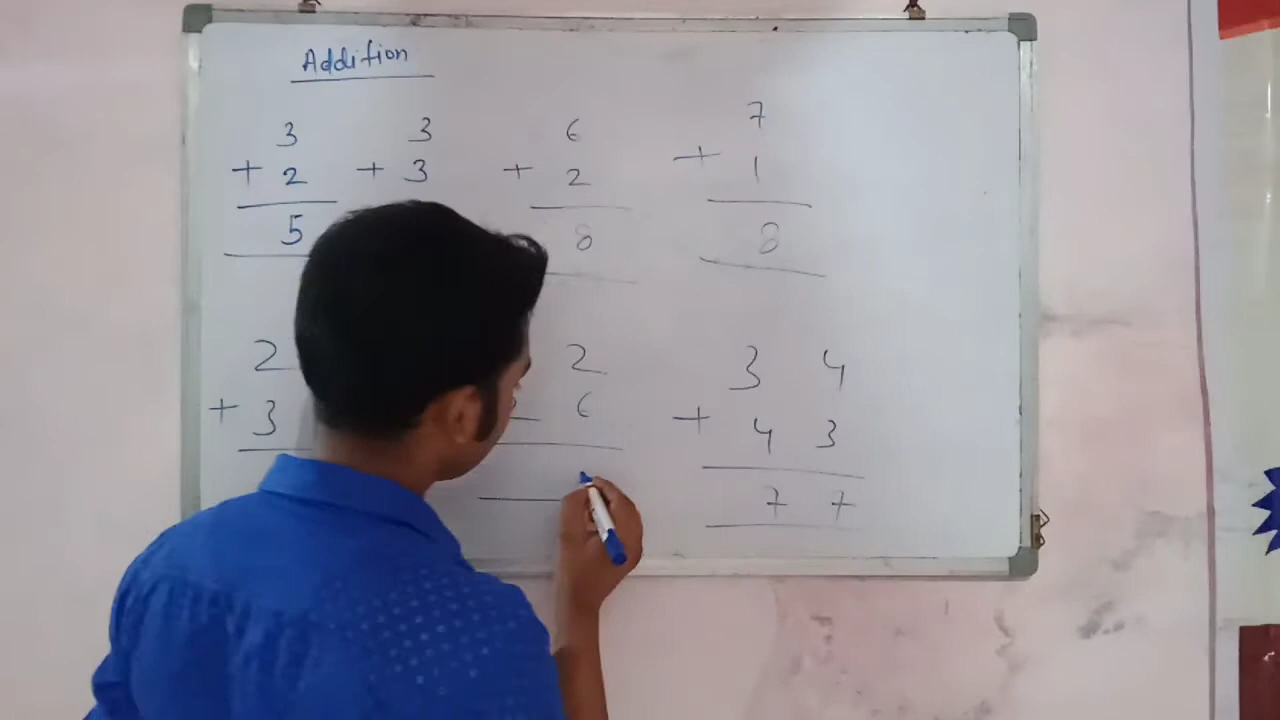 Addition
3 3 6 7
+ 2 + 3 + 2 + 1
5 8 8
2 2 3 4
+ 3 6 + 4 3
7 7